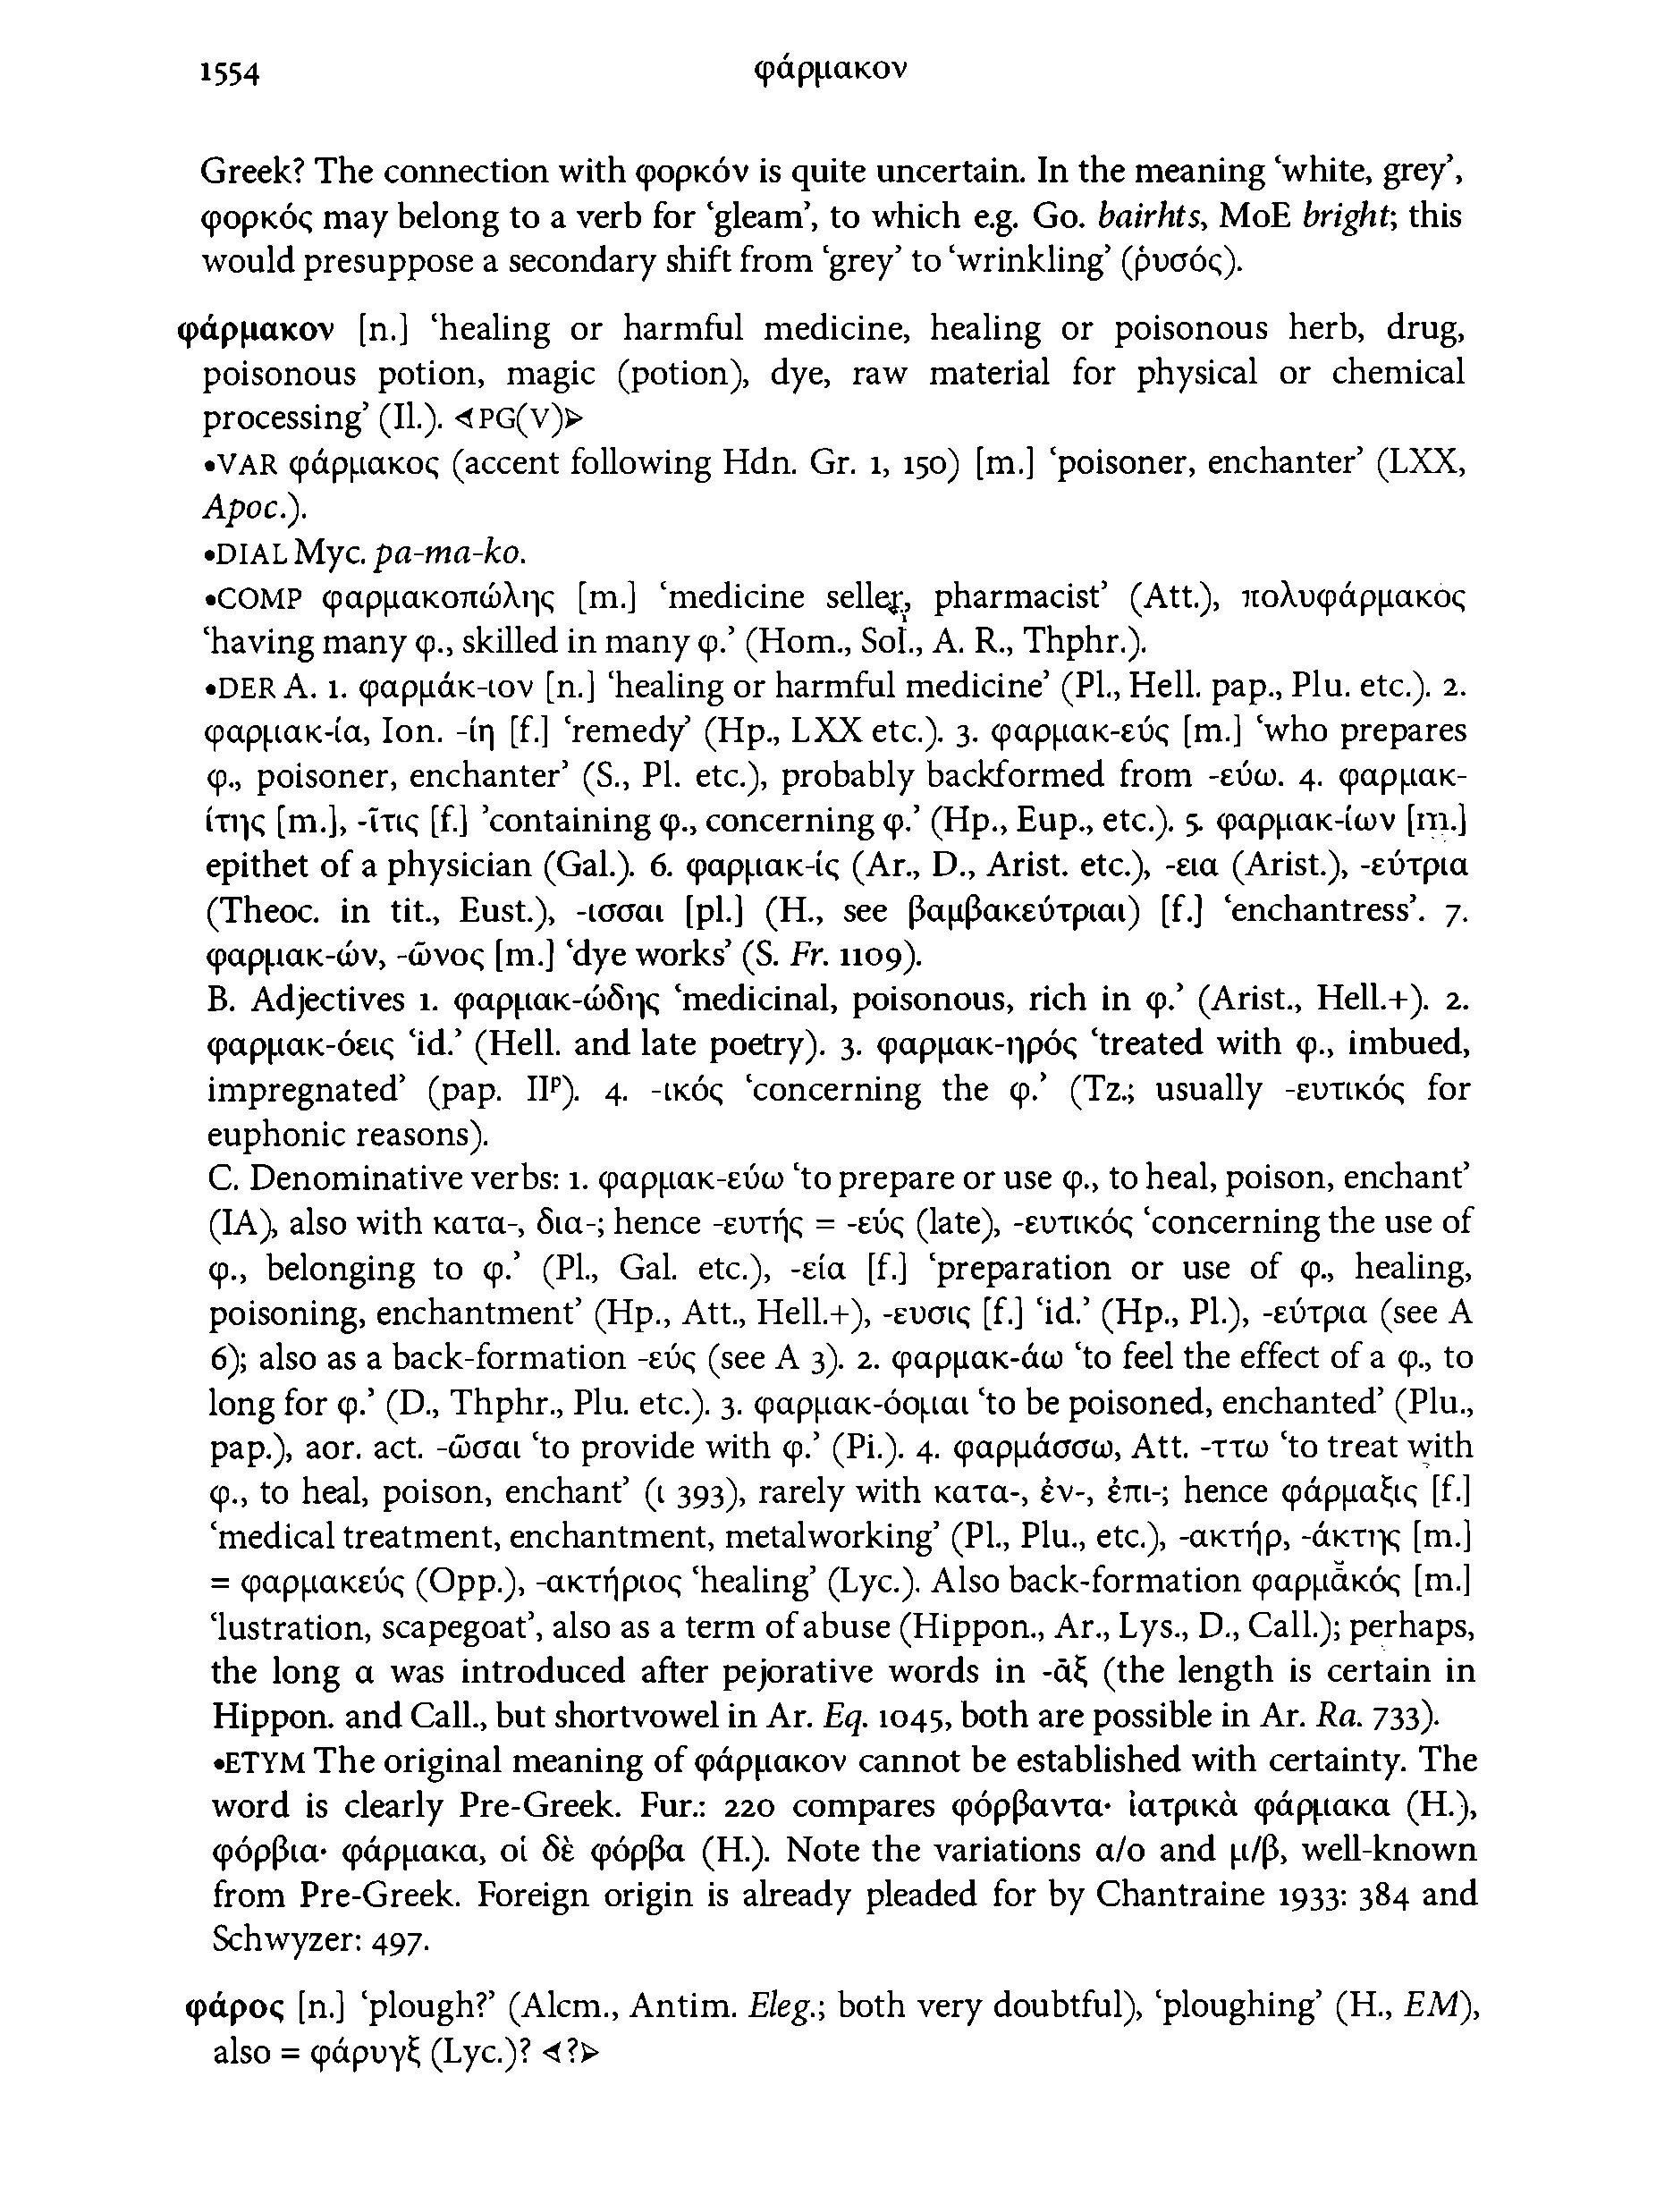 1554 φάρμακον
Greek? The connection with φορκόν is quite uncertain. In the meaning ‘white, grey’,
φορκός may belong to a verb for ‘gleam’, to which e.g. Go. bairhts, MoE bright; this
would presuppose a secondary shift from ‘grey’ to ‘wrinkling’ (ῥυσός).
φάρμακον [n.] ‘healing or harmful medicine, healing or poisonous herb, drug,
poisonous potion, magic (potion), dye, raw material for physical or chemical
processing’ (Il.). ⊲PG(V)⊳
•VAR φάρμακος (accent following Hdn. Gr. 1, 150) [m.] ‘poisoner, enchanter’ (LXX,
Apoc.).
•DIAL Myc. pa-ma-ko.
•COMP φαρμακοπώλης [m.] ‘medicine seller, pharmacist’ (Att.), πολυφάρμακος
‘having many φ., skilled in many φ.’ (Hom., Sol., A. R., Thphr.).
•DER A. 1. φαρμάκ-ιον [n.] ‘healing or harmful medicine’ (Pl., Hell. pap., Plu. etc.). 2.
φαρμακ-ία, Ion. -ίη [f.] ‘remedy’ (Hp., LXX etc.). 3. φαρμακ-εύς [m.] ‘who prepares
φ., poisoner, enchanter’ (S., Pl. etc.), probably backformed from -εύω. 4. φαρμακ-
ίτης [m.], -ῖτις [f.] ’containing φ., concerning φ.’ (Hp., Eup., etc.). 5. φαρμακ-ίων [m.]
epithet of a physician (Gal.). 6. φαρμακ-ίς (Ar., D., Arist. etc.), -εια (Arist.), -εύτρια
(Theoc. in tit., Eust.), -ισσαι [pl.] (H., see βαμβακεύτριαι) [f.] ‘enchantress’. 7.
φαρμακ-ών, -ῶνος [m.] ‘dye works’ (S. Fr. 1109).
B. Adjectives 1. φαρμακ-ώδης ‘medicinal, poisonous, rich in φ.’ (Arist., Hell.+). 2.
φαρμακ-όεις ‘id.’ (Hell. and late poetry). 3. φαρμακ-ηρός ‘treated with φ., imbued,
impregnated’ (pap. IIᵖ). 4. -ικός ‘concerning the φ.’ (Tz.; usually -ευτικός for
euphonic reasons).
C. Denominative verbs: 1. φαρμακ-εύω ‘to prepare or use φ., to heal, poison, enchant’
(IA), also with κατα-, δια-; hence -ευτής = -εύς (late), -ευτικός ‘concerning the use of
φ., belonging to φ.’ (Pl., Gal. etc.), -εία [f.] ‘preparation or use of φ., healing,
poisoning, enchantment’ (Hp., Att., Hell.+), -ευσις [f.] ‘id.’ (Hp., Pl.), -εύτρια (see A
6); also as a back-formation -εύς (see A 3). 2. φαρμακ-άω ‘to feel the effect of a φ., to
long for φ.’ (D., Thphr., Plu. etc.). 3. φαρμακ-όομαι ‘to be poisoned, enchanted’ (Plu.,
pap.), aor. act. -ῶσαι ‘to provide with φ.’ (Pi.). 4. φαρμάσσω, Att. -ττω ‘to treat with
φ., to heal, poison, enchant’ (ι 393), rarely with κατα-, ἐν-, ἐπι-; hence φάρμαξις [f.]
‘medical treatment, enchantment, metalworking’ (Pl., Plu., etc.), -ακτήρ, -άκτης [m.]
= φαρμακεύς (Opp.), -ακτήριος ‘healing’ (Lyc.). Also back-formation φαρμᾰ̄κός [m.]
‘lustration, scapegoat’, also as a term of abuse (Hippon., Ar., Lys., D., Call.); perhaps,
the long α was introduced after pejorative words in -ᾱξ (the length is certain in
Hippon. and Call., but shortvowel in Ar. Eq. 1045, both are possible in Ar. Ra. 733).
•ETYM The original meaning of φάρμακον cannot be established with certainty. The
word is clearly Pre-Greek. Fur.: 220 compares φόρβαντα· ἰατρικὰ φάρμακα (H.),
φόρβια· φάρμακα, οἱ δὲ φόρβα (H.). Note the variations α/ο and μ/β, well-known
from Pre-Greek. Foreign origin is already pleaded for by Chantraine 1933: 384 and
Schwyzer: 497.
φάρος [n.] ‘plough?’ (Alcm., Antim. Eleg.; both very doubtful), ‘ploughing’ (H., EM),
also = φάρυγξ (Lyc.)? ⊲?⊳